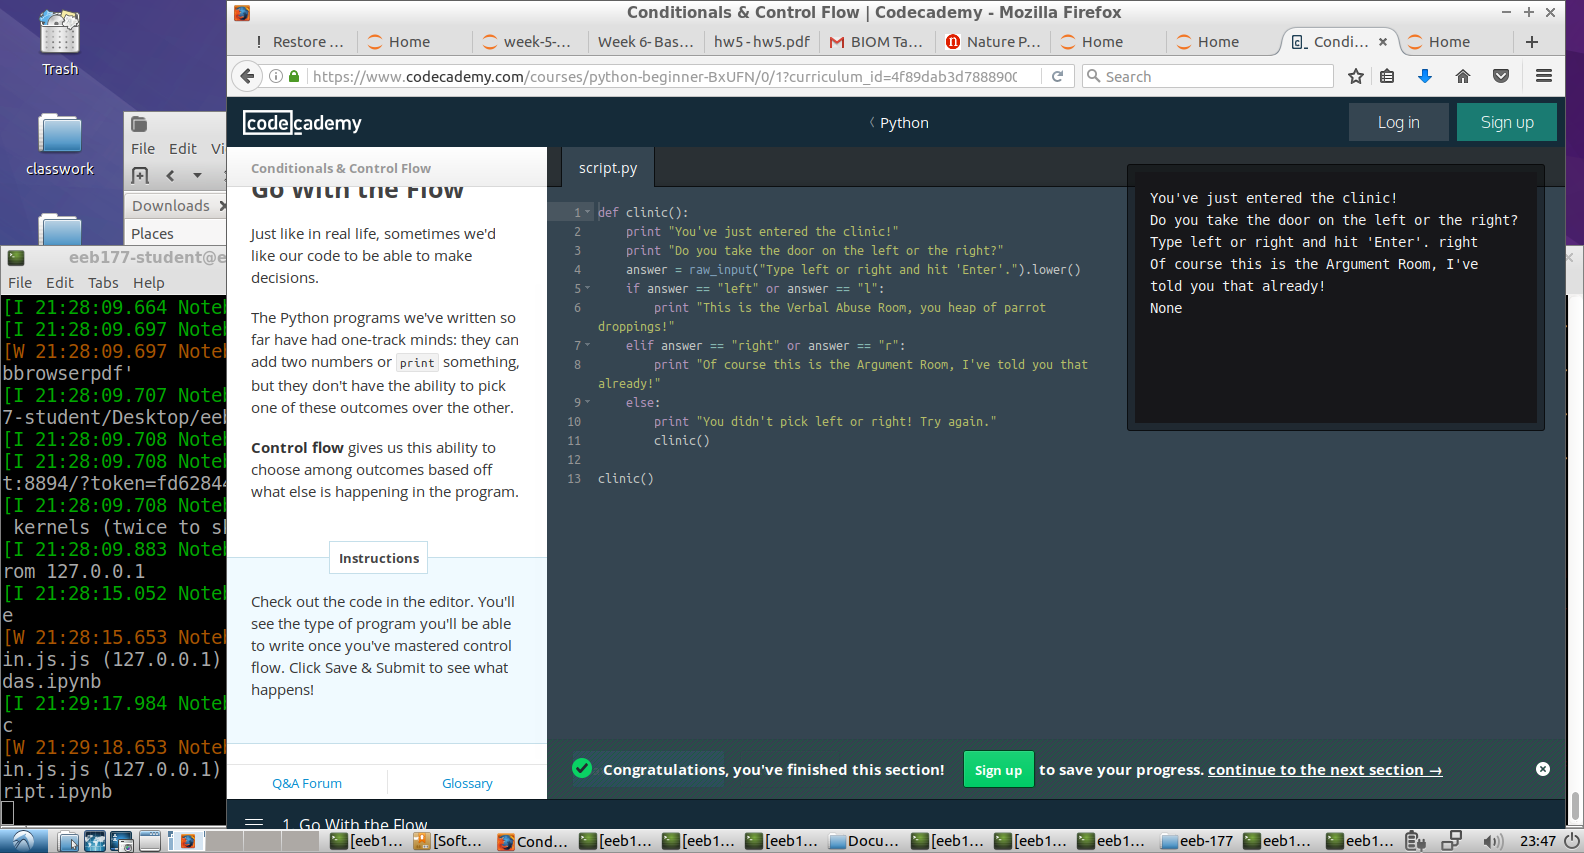 Trash
classwork
File Edit Vi
Downloads
Places
eeb177-student@e
File Edit Tabs Help
[I 21:28:09.664 Noteb
[I 21:28:09.697 Noteb
[W 21:28:09.697 Noteb
bbrowserpdf'
[I 21:28:09.707 Noteb
7-student/Desktop/eeb
[I 21:28:09.708 Noteb
[I 21:28:09.708 Noteb
t:8894/?token=fd62844
[I 21:28:09.708 Noteb
kernels (twice to sk
[I 21:28:09.883 Noteb
rom 127.0.0.1
[I 21:28:15.052 Noteb
e
[W 21:28:15.653 Noteb
in.js.js (127.0.0.1)
das.ipynb
[I 21:29:17.984 Noteb
c
[W 21:29:18.653 Noteb
in.js.js (127.0.0.1)
ript.ipynb
Conditionals & Control Flow | Codecademy - Mozilla Firefox
! Restore ... Home week-5-... Week 6- Bas... hw5 - hw5.pdf BIOM Ta... Nature P... Home Home Condi... Home
https://www.codecademy.com/courses/python-beginner-BxUFN/0/1?curriculum_id=4f89dab3d788890( Search
codecademy Python Log in Sign up
Conditionals & Control Flow
Go With the Flow
Just like in real life, sometimes we'd
like our code to be able to make
decisions.
The Python programs we've written so
far have had one-track minds: they can
add two numbers or print something,
but they don't have the ability to pick
one of these outcomes over the other.
Control flow gives us this ability to
choose among outcomes based off
what else is happening in the program.
Instructions
Check out the code in the editor. You'll
see the type of program you'll be able
to write once you've mastered control
flow. Click Save & Submit to see what
happens!
Q&A Forum Glossary
script.py
1 def clinic():
2 print "You've just entered the clinic!"
3 print "Do you take the door on the left or the right?"
4 answer = raw_input("Type left or right and hit 'Enter'.").lower()
5 if answer == "left" or answer == "l":
6 print "This is the Verbal Abuse Room, you heap of parrot
droppings!"
7 elif answer == "right" or answer == "r":
8 print "Of course this is the Argument Room, I've told you that
already!"
9 else:
10 print "You didn't pick left or right! Try again."
11 clinic()
12
13 clinic()
You've just entered the clinic!
Do you take the door on the left or the right?
Type left or right and hit 'Enter'. right
Of course this is the Argument Room, I've
told you that already!
None
Congratulations, you've finished this section! Sign up to save your progress. continue to the next section →
1. Go With the Flow
[eeb1... [Soft... Cond... [eeb1... [eeb1... [eeb1... Docu... [eeb1... [eeb1... eeb1... eeb-177 eeb1... eeb1... 23:47